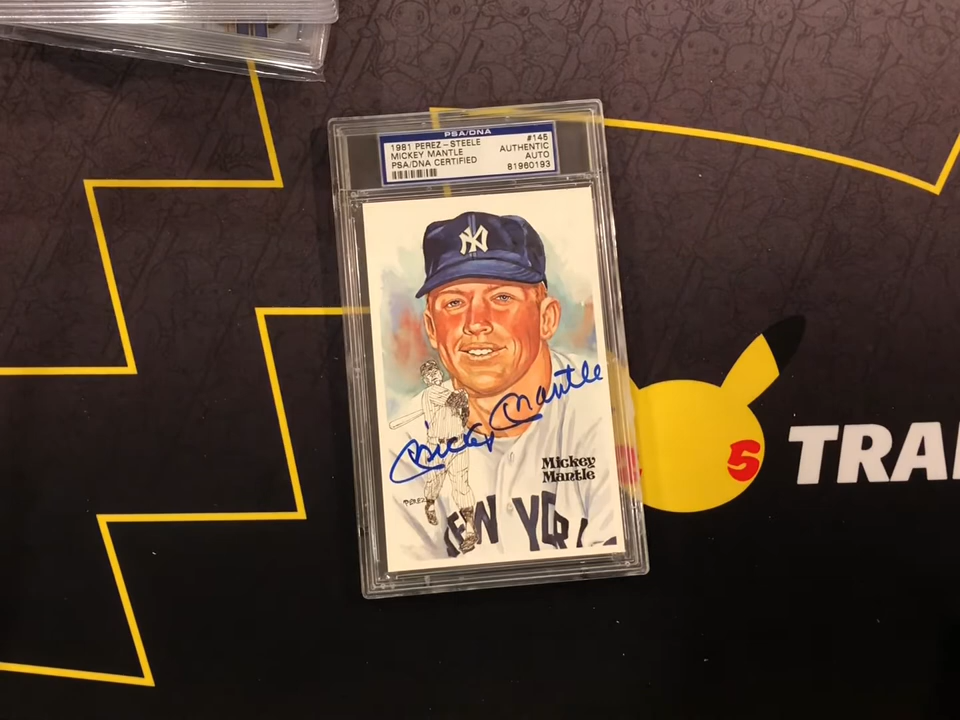 PSA/DNA
1981 PEREZ-STEELE #145
MICKEY MANTLE AUTHENTIC
PSA/DNA CERTIFIED AUTO
81960193
NY
Mickey Mantle
Mickey
Mantle
PEREZ
NEW YOR
5 TRA